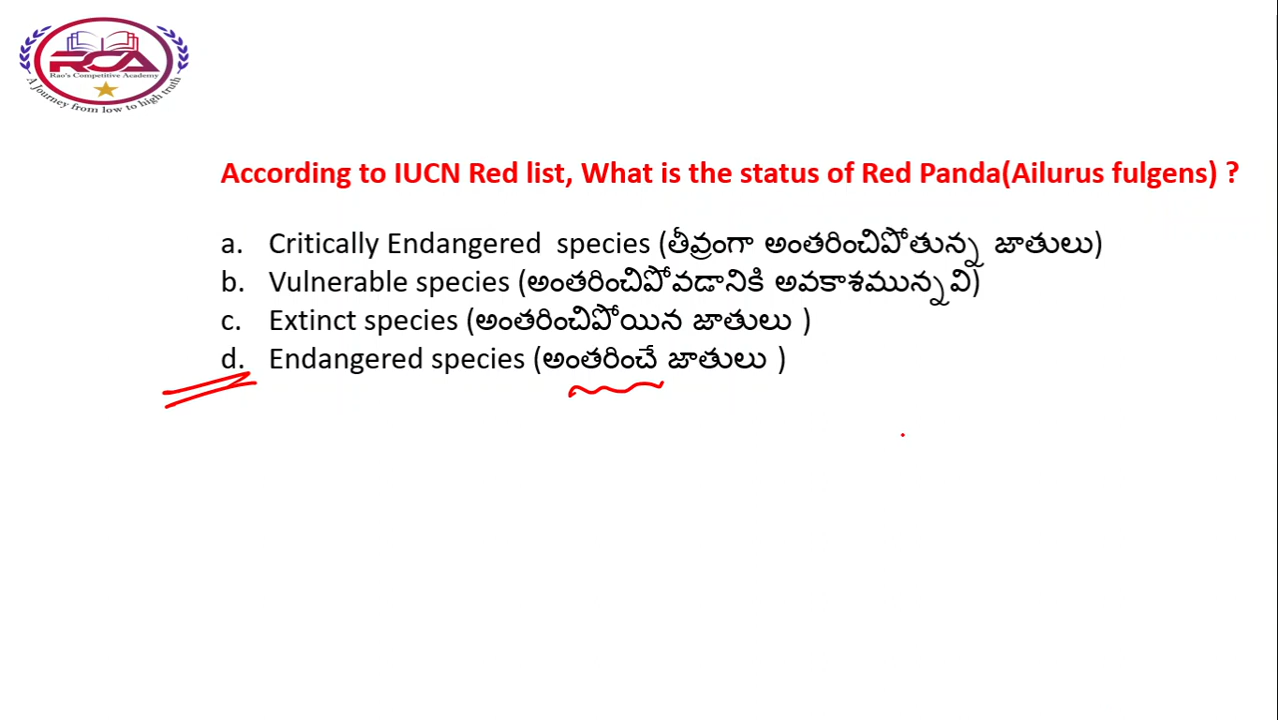 RCA
Rao's Competitive Academy
A Journey from low to high truth
According to IUCN Red list, What is the status of Red Panda(Ailurus fulgens) ?
a. Critically Endangered species (తీవ్రంగా అంతరించిపోతున్న జాతులు)
b. Vulnerable species (అంతరించిపోవడానికి అవకాశమున్నవి)
c. Extinct species (అంతరించిపోయిన జాతులు )
d. Endangered species (అంతరించే జాతులు )